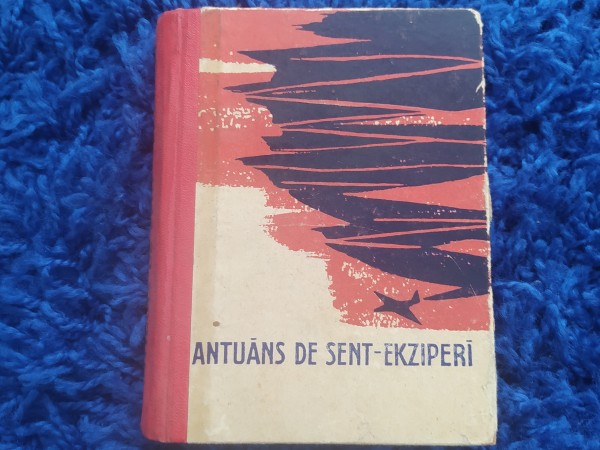 ANTUĀNS DE SENT-EKZIPERĪ